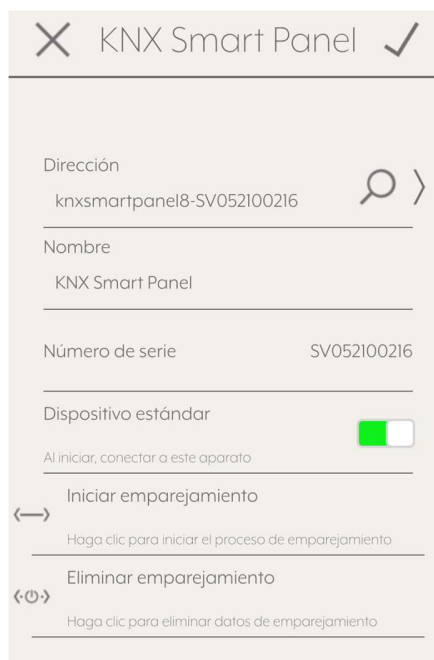 KNX Smart Panel
Dirección
knxsmartpanel8-SV052100216
Nombre
KNX Smart Panel
Número de serie SV052100216
Dispositivo estándar
Al iniciar, conectar a este aparato
Iniciar emparejamiento
Haga clic para iniciar el proceso de emparejamiento
Eliminar emparejamiento
Haga clic para eliminar datos de emparejamiento